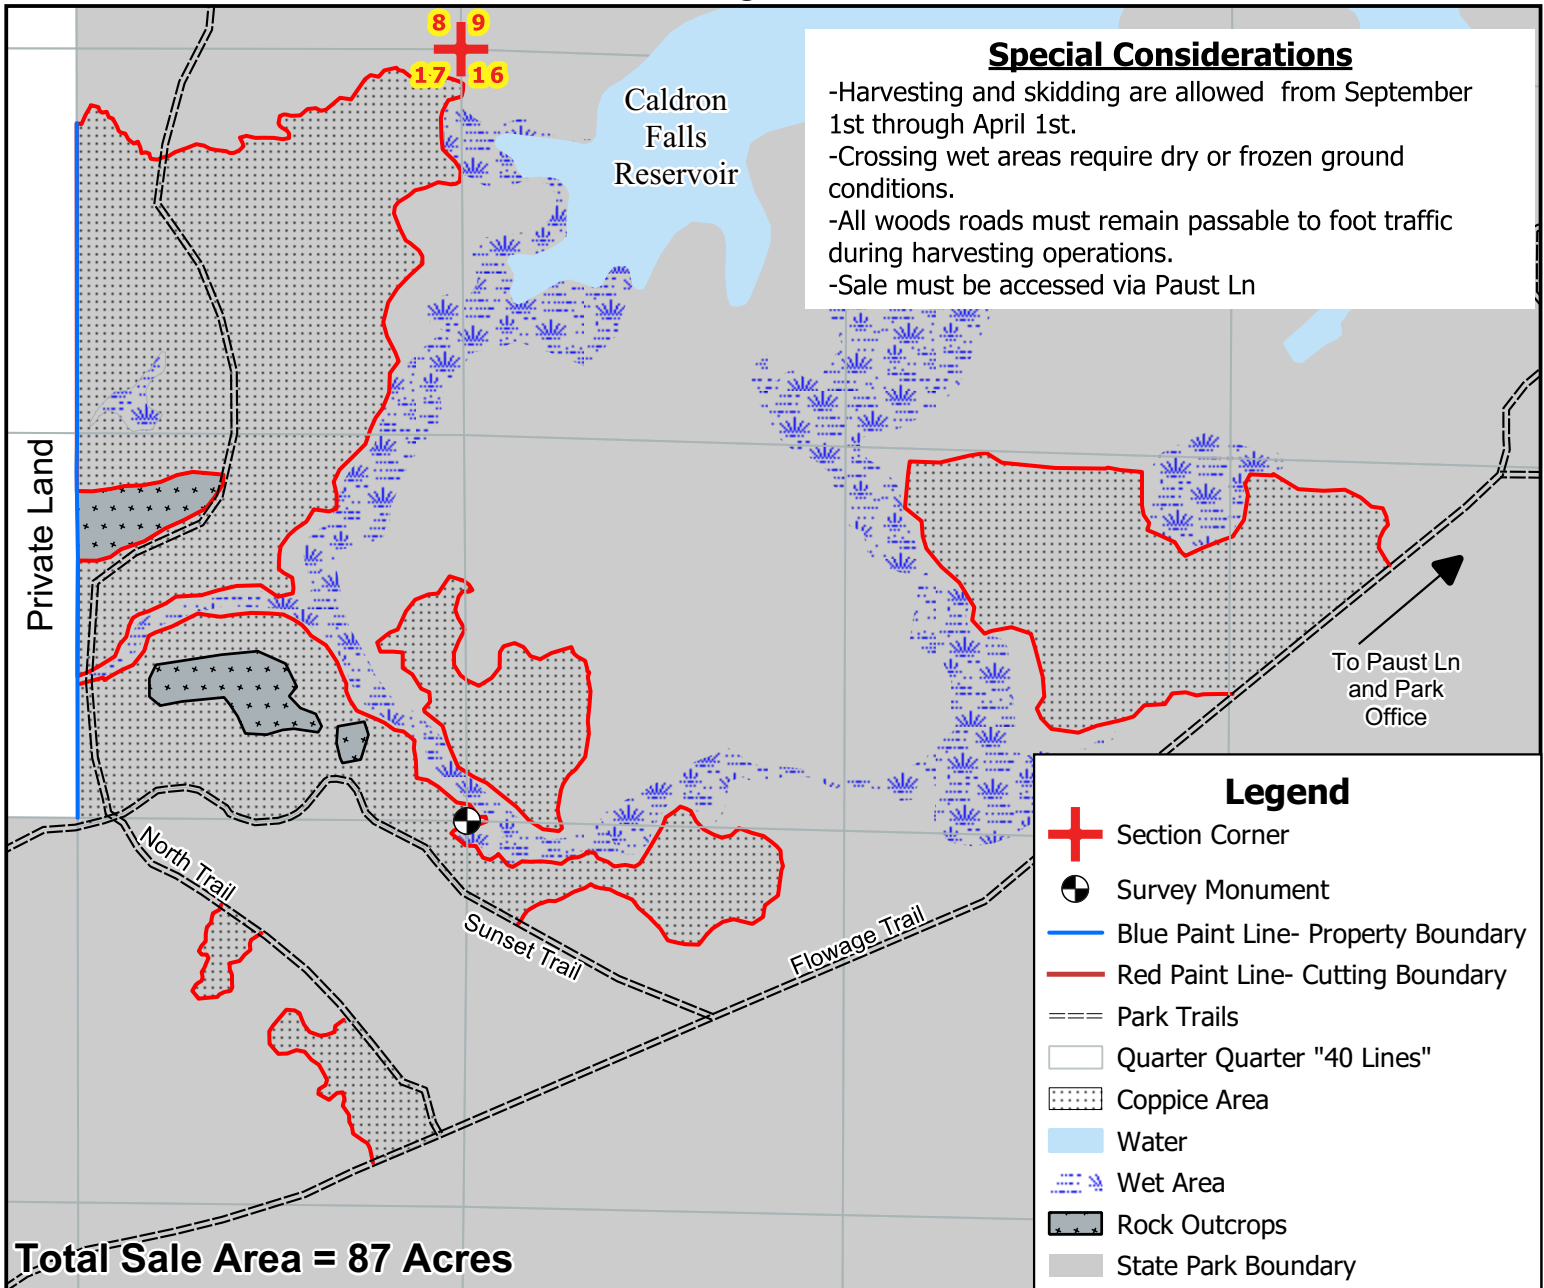 8 9
17 16
Caldron
Falls
Reservoir
Special Considerations
-Harvesting and skidding are allowed from September
1st through April 1st.
-Crossing wet areas require dry or frozen ground
conditions.
-All woods roads must remain passable to foot traffic
during harvesting operations.
-Sale must be accessed via Paust Ln
Private Land
To Paust Ln
and Park
Office
North Trail
Sunset Trail
Flowage Trail
Legend
Section Corner
Survey Monument
Blue Paint Line- Property Boundary
Red Paint Line- Cutting Boundary
Park Trails
Quarter Quarter "40 Lines"
Coppice Area
Water
Wet Area
Rock Outcrops
State Park Boundary
Total Sale Area = 87 Acres